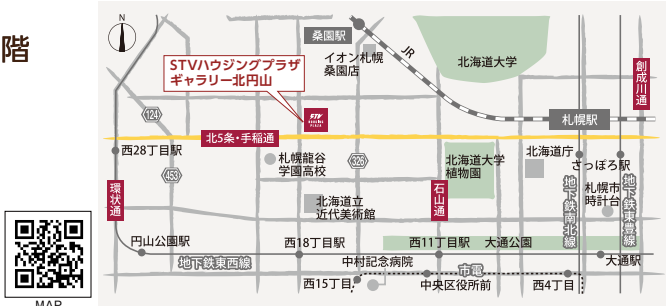 階
N
桑園駅
イオン札幌
桑園店
JR
北海道大学
創成川通
STVハウジングプラザ
ギャラリー北円山
STV
HOUSING
PLAZA
札幌駅
124
北5条・手稲通
西28丁目駅
札幌龍谷
学園高校
326
北海道大学
植物園
北海道庁
さっぽろ駅
453
環状通
北海道立
近代美術館
石山通
地下鉄南北線
札幌市
時計台
地下鉄東豊線
円山公園駅
西18丁目駅
西11丁目駅
大通公園
地下鉄東西線
中村記念病院
市電
大通駅
西15丁目
中央区役所前
西4丁目
MAP